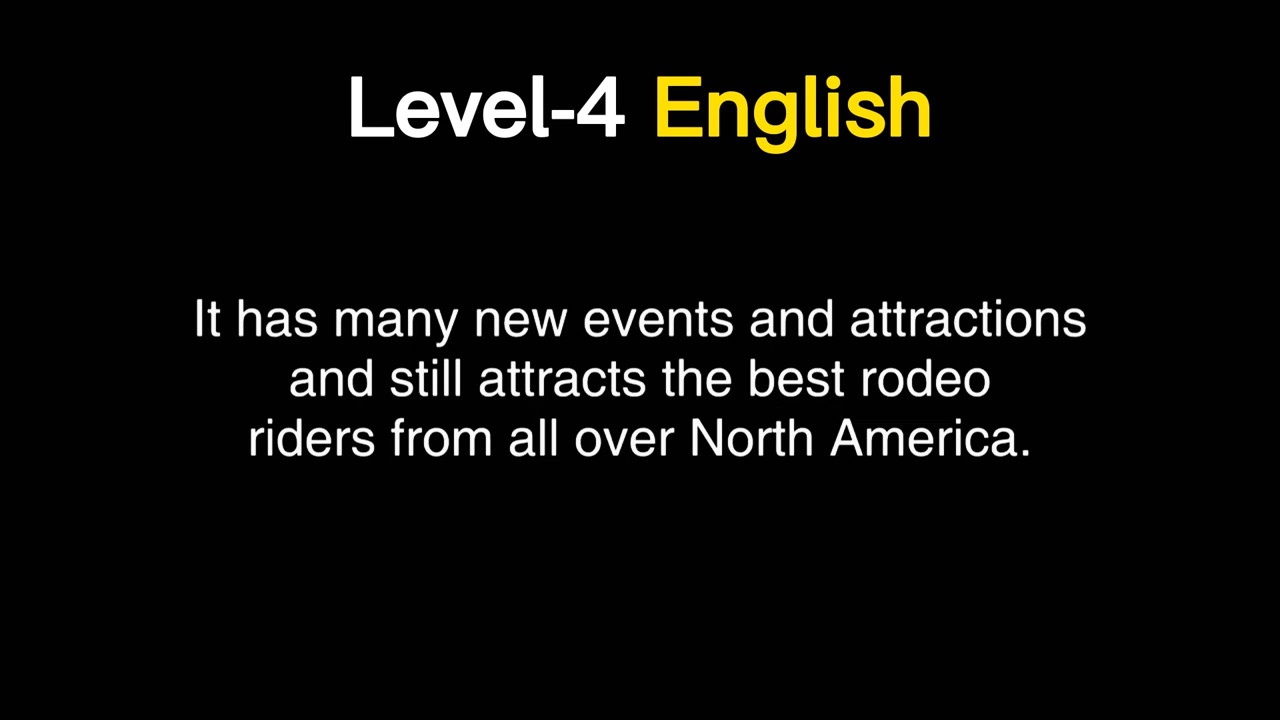 Level-4 English
It has many new events and attractions
and still attracts the best rodeo
riders from all over North America.